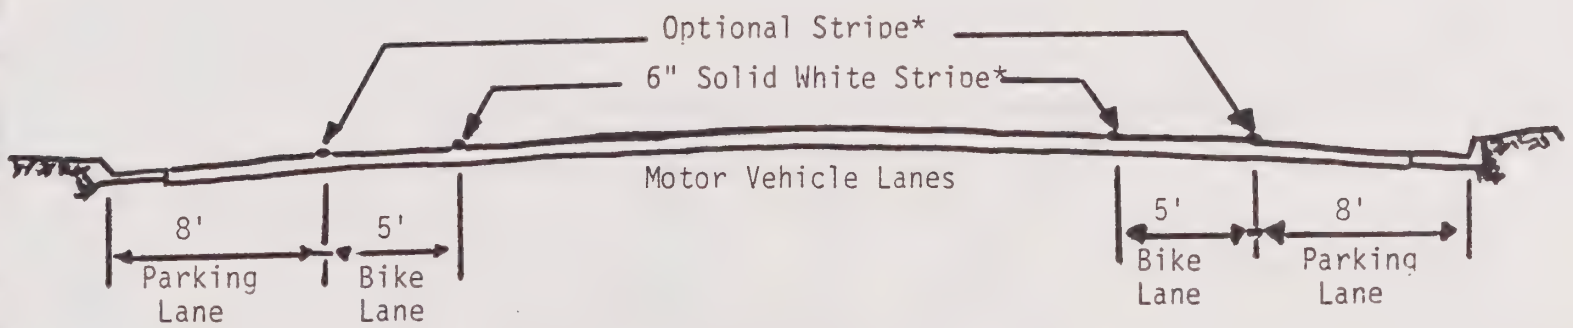 Optional Stripe*
6" Solid White Stripe*
Motor Vehicle Lanes
8'
5'
5'
8'
Parking
Lane
Bike
Lane
Bike
Lane
Parking
Lane